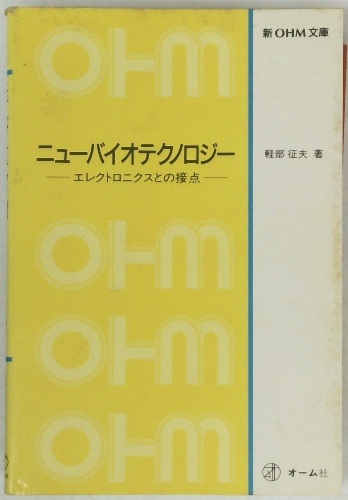 新OHM文庫
OHM
ニューバイオテクノロジー
軽部 征夫 著
── エレクトロニクスとの接点 ──
OHM
OHM
OHM
オーム社